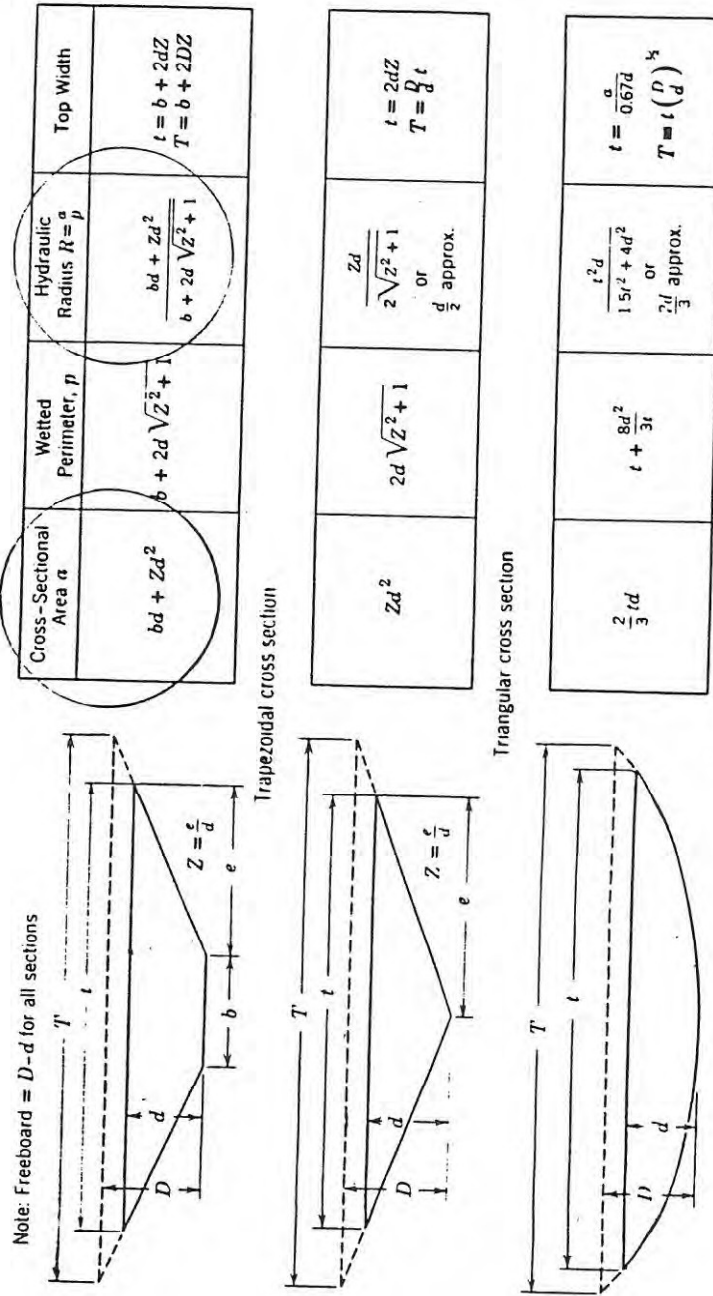 Note: Freeboard = D-d for all sections
T
t
D
d
b
e
Z = e/d
Cross-Sectional Area a
Wetted Perimeter, p
Hydraulic Radius R = a/p
Top Width
bd + Zd²
b + 2d √Z² + 1
bd + Zd² / b + 2d √Z² + 1
t = b + 2dZ
T = b + 2DZ
Trapezoidal cross section
T
t
D
d
e
Z = e/d
Zd²
2d √Z² + 1
Zd / 2 √Z² + 1
or
d/2 approx.
t = 2dZ
T = D/d t
Triangular cross section
T
t
D
d
2/3 td
t + 8d²/3t
t²d / 1 5t² + 4d²
or
2d/3 approx.
t = a / 0.67d
T = t (D/d) ½